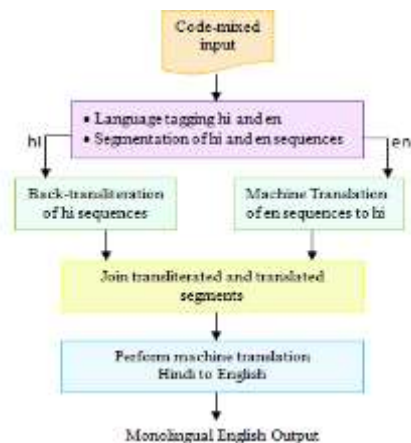 Code-mixed
input
• Language tagging hi and en
• Segmentation of hi and en sequences
hi
en
Back-transliteration
of hi sequences
Machine Translation
of en sequences to hi
Join transliterated and translated
segments
Perform machine translation
Hindi to English
Monolingual English Output